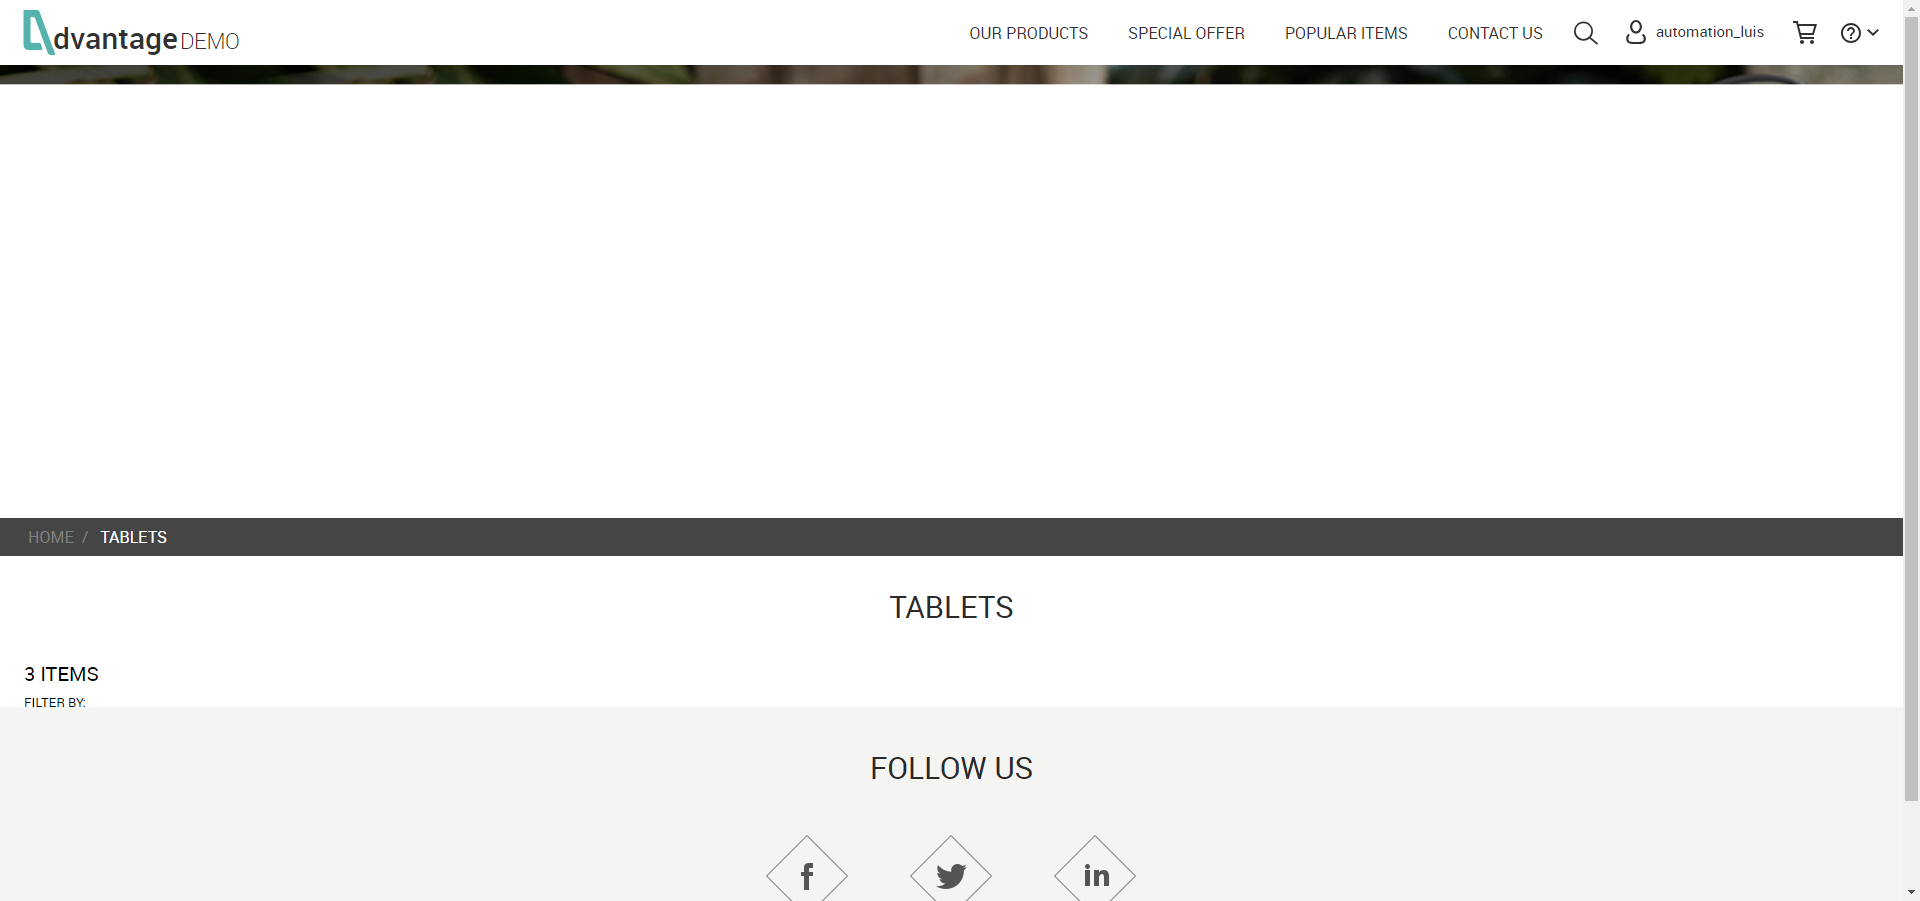 dvantage DEMO
OUR PRODUCTS SPECIAL OFFER POPULAR ITEMS CONTACT US automation_luis
HOME / TABLETS
TABLETS
3 ITEMS
FILTER BY:
FOLLOW US